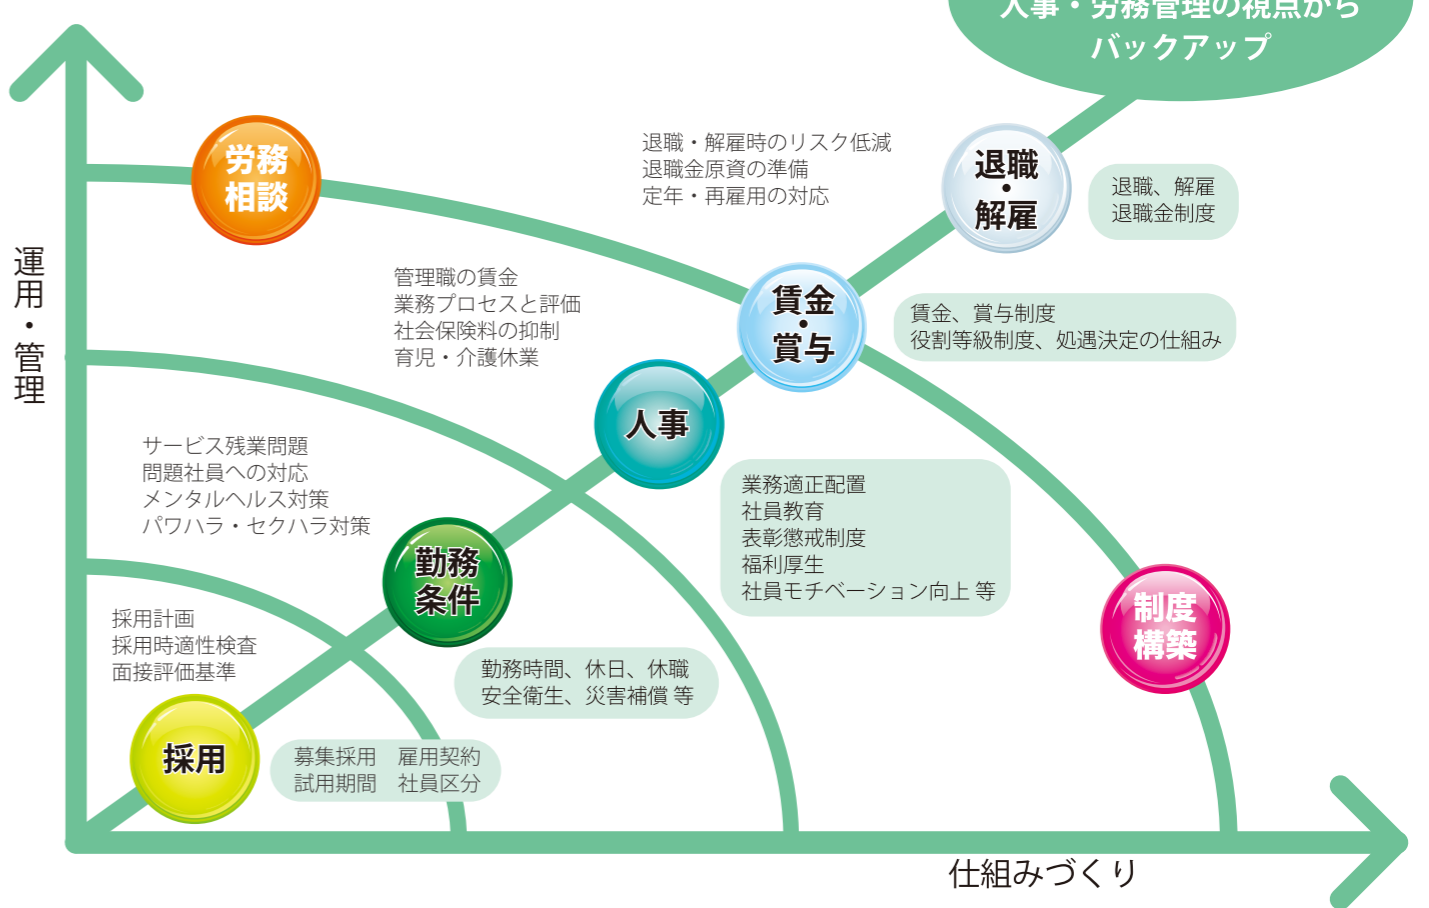 人事・労務管理の視点から
バックアップ
労務
相談
退職・解雇時のリスク低減
退職金原資の準備
定年・再雇用の対応
退職
・
解雇
退職、解雇
退職金制度
運用・管理
管理職の賃金
業務プロセスと評価
社会保険料の抑制
育児・介護休業
賃金
・
賞与
賃金、賞与制度
役割等級制度、処遇決定の仕組み
人事
サービス残業問題
問題社員への対応
メンタルヘルス対策
パワハラ・セクハラ対策
業務適正配置
社員教育
表彰懲戒制度
福利厚生
社員モチベーション向上 等
勤務
条件
制度
構築
採用計画
採用時適性検査
面接評価基準
勤務時間、休日、休職
安全衛生、災害補償 等
採用
募集採用　雇用契約
試用期間　社員区分
仕組みづくり